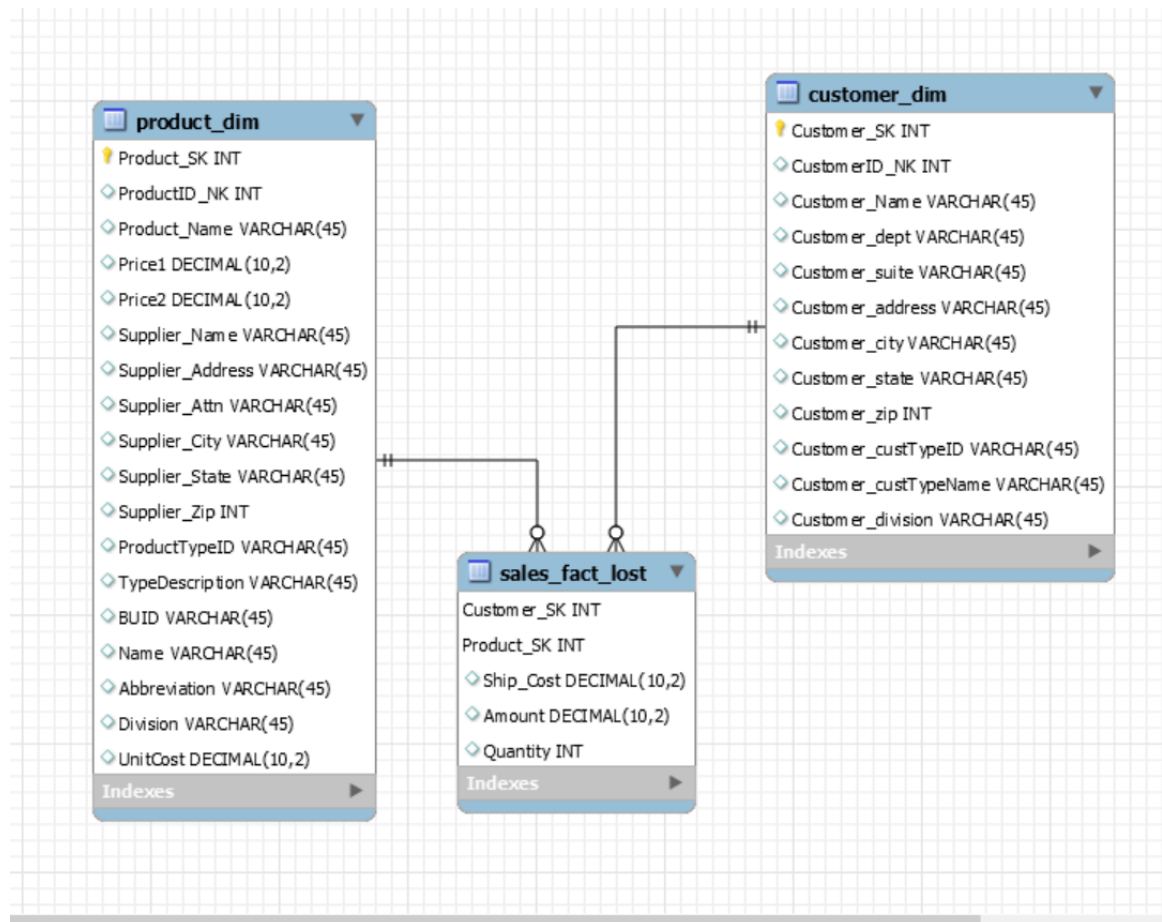 product_dim
Product_SK INT
ProductID_NK INT
Product_Name VARCHAR(45)
Price1 DECIMAL(10,2)
Price2 DECIMAL(10,2)
Supplier_Name VARCHAR(45)
Supplier_Address VARCHAR(45)
Supplier_Attn VARCHAR(45)
Supplier_City VARCHAR(45)
Supplier_State VARCHAR(45)
Supplier_Zip INT
ProductTypeID VARCHAR(45)
TypeDescription VARCHAR(45)
BUID VARCHAR(45)
Name VARCHAR(45)
Abbreviation VARCHAR(45)
Division VARCHAR(45)
UnitCost DECIMAL(10,2)
Indexes
customer_dim
Customer_SK INT
CustomerID_NK INT
Customer_Name VARCHAR(45)
Customer_dept VARCHAR(45)
Customer_suite VARCHAR(45)
Customer_address VARCHAR(45)
Customer_city VARCHAR(45)
Customer_state VARCHAR(45)
Customer_zip INT
Customer_custTypeID VARCHAR(45)
Customer_custTypeName VARCHAR(45)
Customer_division VARCHAR(45)
Indexes
sales_fact_lost
Customer_SK INT
Product_SK INT
Ship_Cost DECIMAL(10,2)
Amount DECIMAL(10,2)
Quantity INT
Indexes